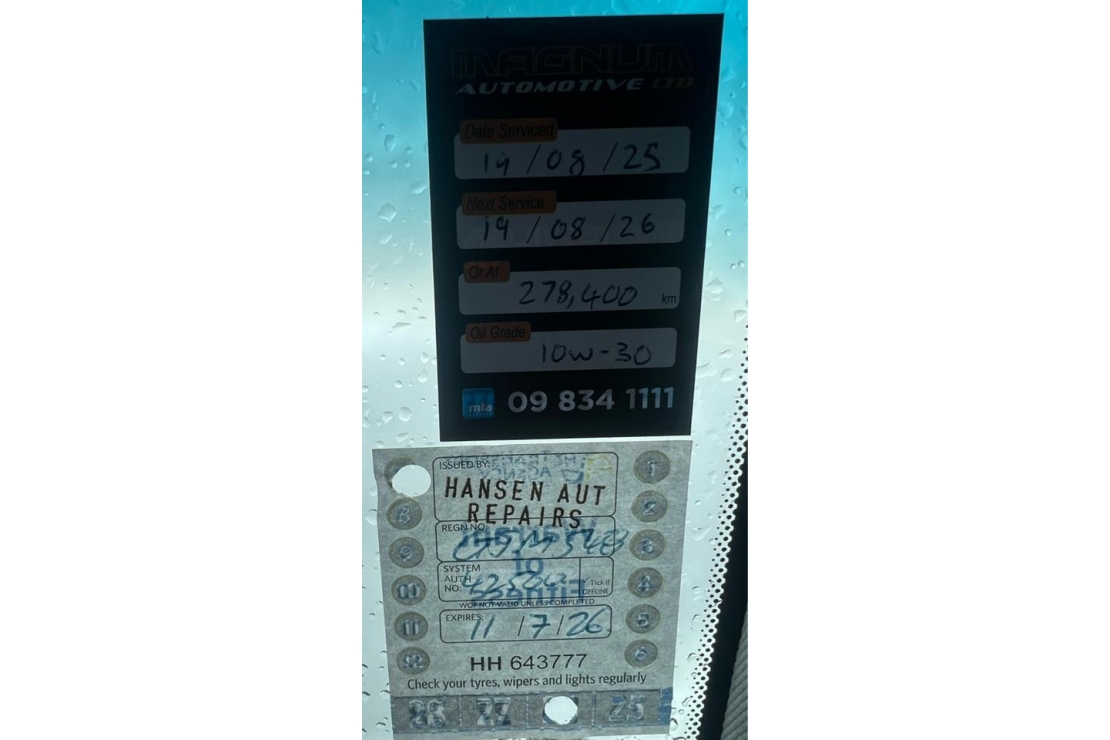 MAGNUM
AUTOMOTIVE LTD
Date Serviced
19/08/25
Next Service
19/08/26
Or At
278,400 km
Oil Grade
10W-30
mta
09 834 1111
ISSUED BY:
HANSEN AUT
REPAIRS
REGN NO:
SYSTEM
AUTH
NO:
Tick if
OFFLINE
WOF NOT VALID UNLESS COMPLETED
EXPIRES: 11/7/26
HH 643777
Check your tyres, wipers and lights regularly